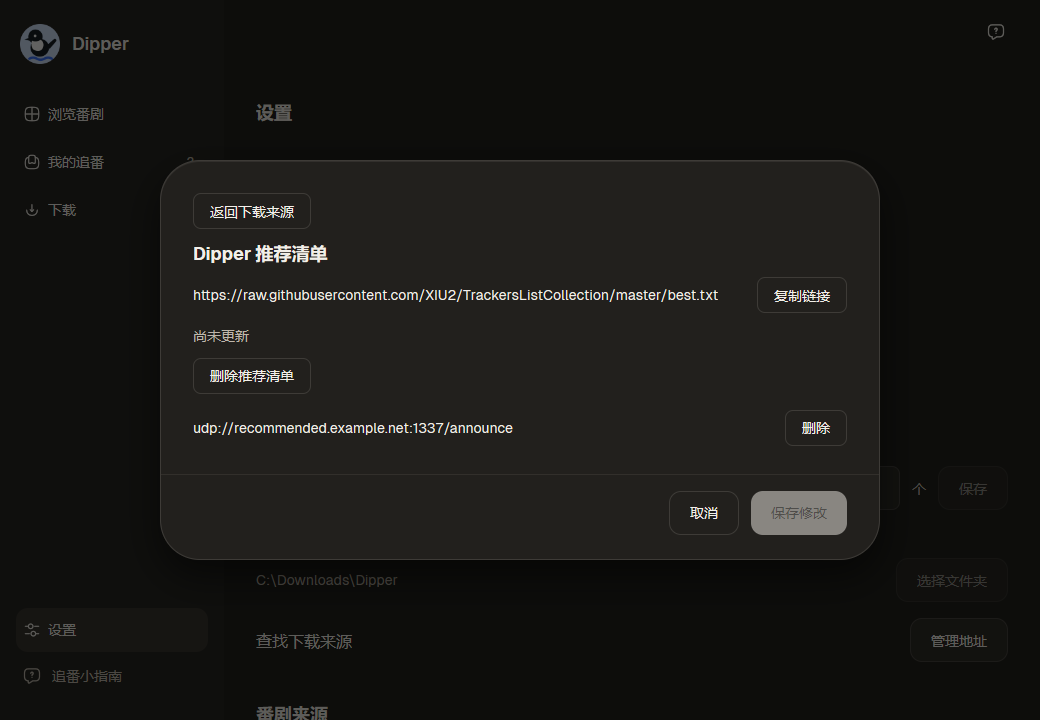 Dipper
浏览番剧
我的追番
下载
设置
返回下载来源
Dipper 推荐清单
https://raw.githubusercontent.com/XIU2/TrackersListCollection/master/best.txt
复制链接
尚未更新
删除推荐清单
udp://recommended.example.net:1337/announce
删除
个
保存
取消
保存修改
C:\Downloads\Dipper
选择文件夹
设置
查找下载来源
管理地址
追番小指南
番剧来源